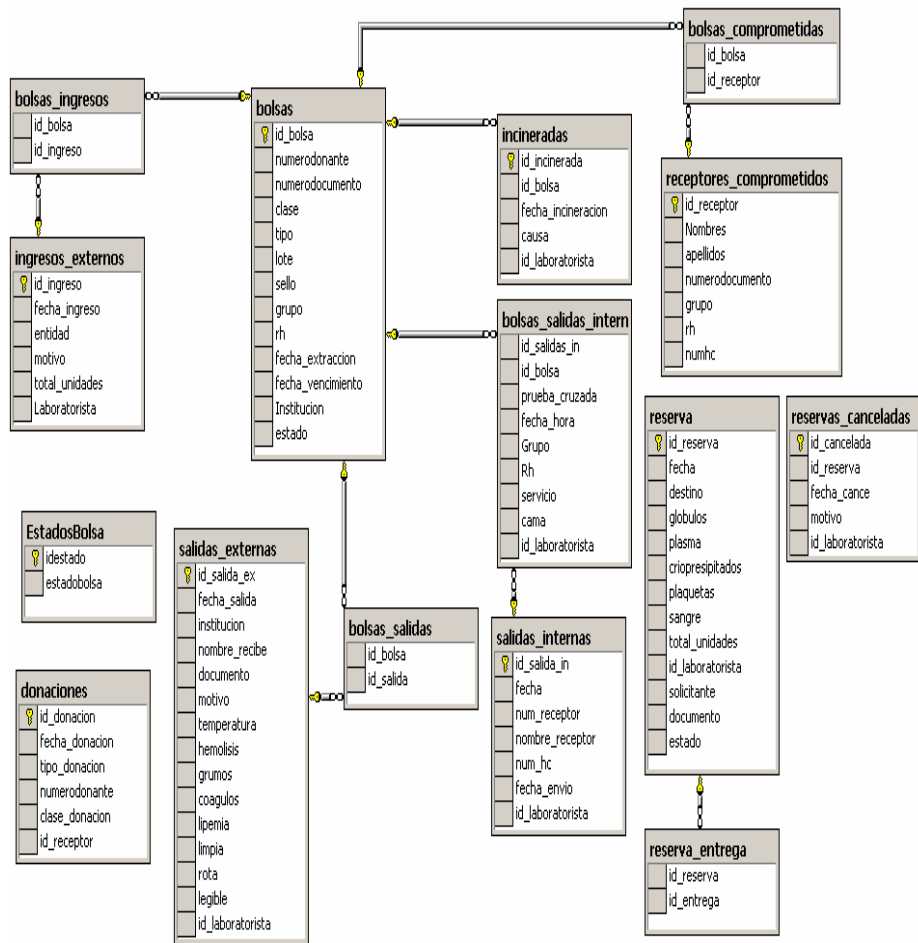 bolsas_comprometidas
id_bolsa
id_receptor
bolsas_ingresos
id_bolsa
id_ingreso
bolsas
id_bolsa
numerodonante
numerodocumento
clase
tipo
lote
sello
grupo
rh
fecha_extraccion
fecha_vencimiento
Institucion
estado
incineradas
id_incinerada
id_bolsa
fecha_incineracion
causa
id_laboratorista
receptores_comprometidos
id_receptor
Nombres
apellidos
numerodocumento
grupo
rh
numhc
ingresos_externos
id_ingreso
fecha_ingreso
entidad
motivo
total_unidades
Laboratorista
bolsas_salidas_intern
id_salidas_in
id_bolsa
prueba_cruzada
fecha_hora
Grupo
Rh
servicio
cama
id_laboratorista
reserva
id_reserva
fecha
destino
globulos
plasma
criopresipitados
plaquetas
sangre
total_unidades
id_laboratorista
solicitante
documento
estado
reservas_canceladas
id_cancelada
id_reserva
fecha_cance
motivo
id_laboratorista
EstadosBolsa
idestado
estadobolsa
salidas_externas
id_salida_ex
fecha_salida
institucion
nombre_recibe
documento
motivo
temperatura
hemolisis
grumos
coagulos
lipemia
limpia
rota
legible
id_laboratorista
bolsas_salidas
id_bolsa
id_salida
salidas_internas
id_salida_in
fecha
num_receptor
nombre_receptor
num_hc
fecha_envio
id_laboratorista
donaciones
id_donacion
fecha_donacion
tipo_donacion
numerodonante
clase_donacion
id_receptor
reserva_entrega
id_reserva
id_entrega